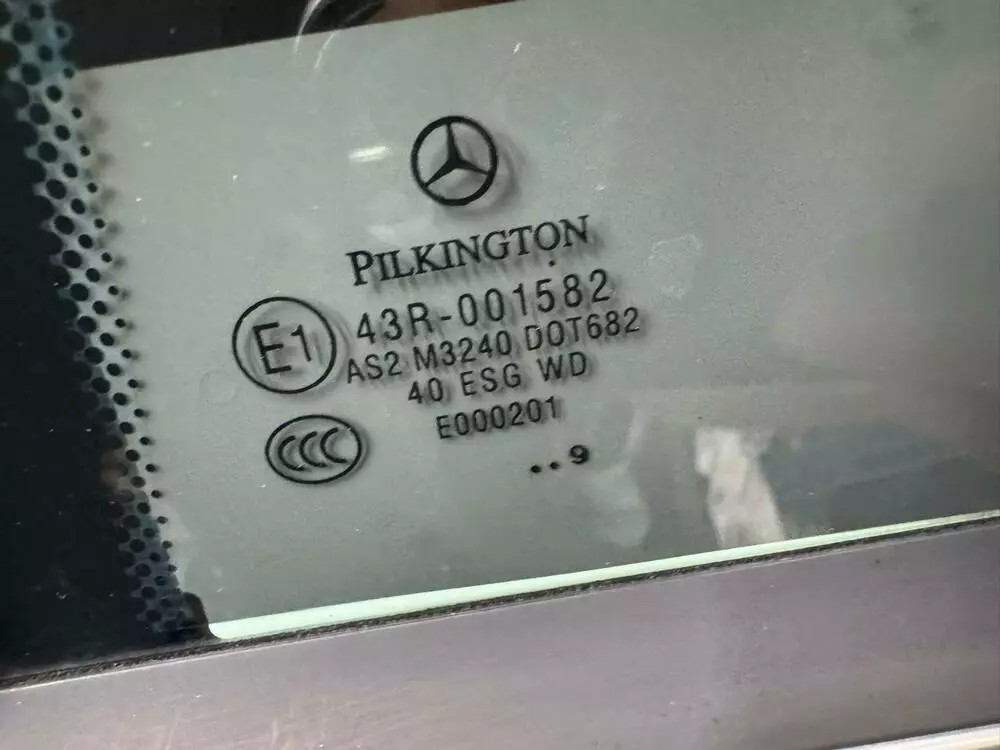 PILKINGTON
E1 43R-001582
AS2 M3240 DOT682
40 ESG WD
CCC E000201
..9